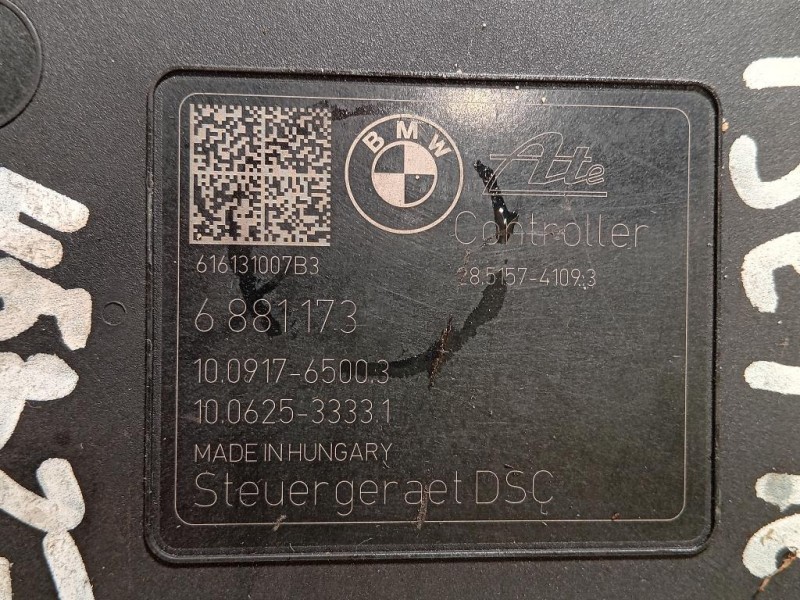 BMW
Ate
Controller
616131007B3
28.5157-4109.3
6 881 173
10.0917-6500.3
10.0625-3333.1
MADE IN HUNGARY
Steuergeraet DSC